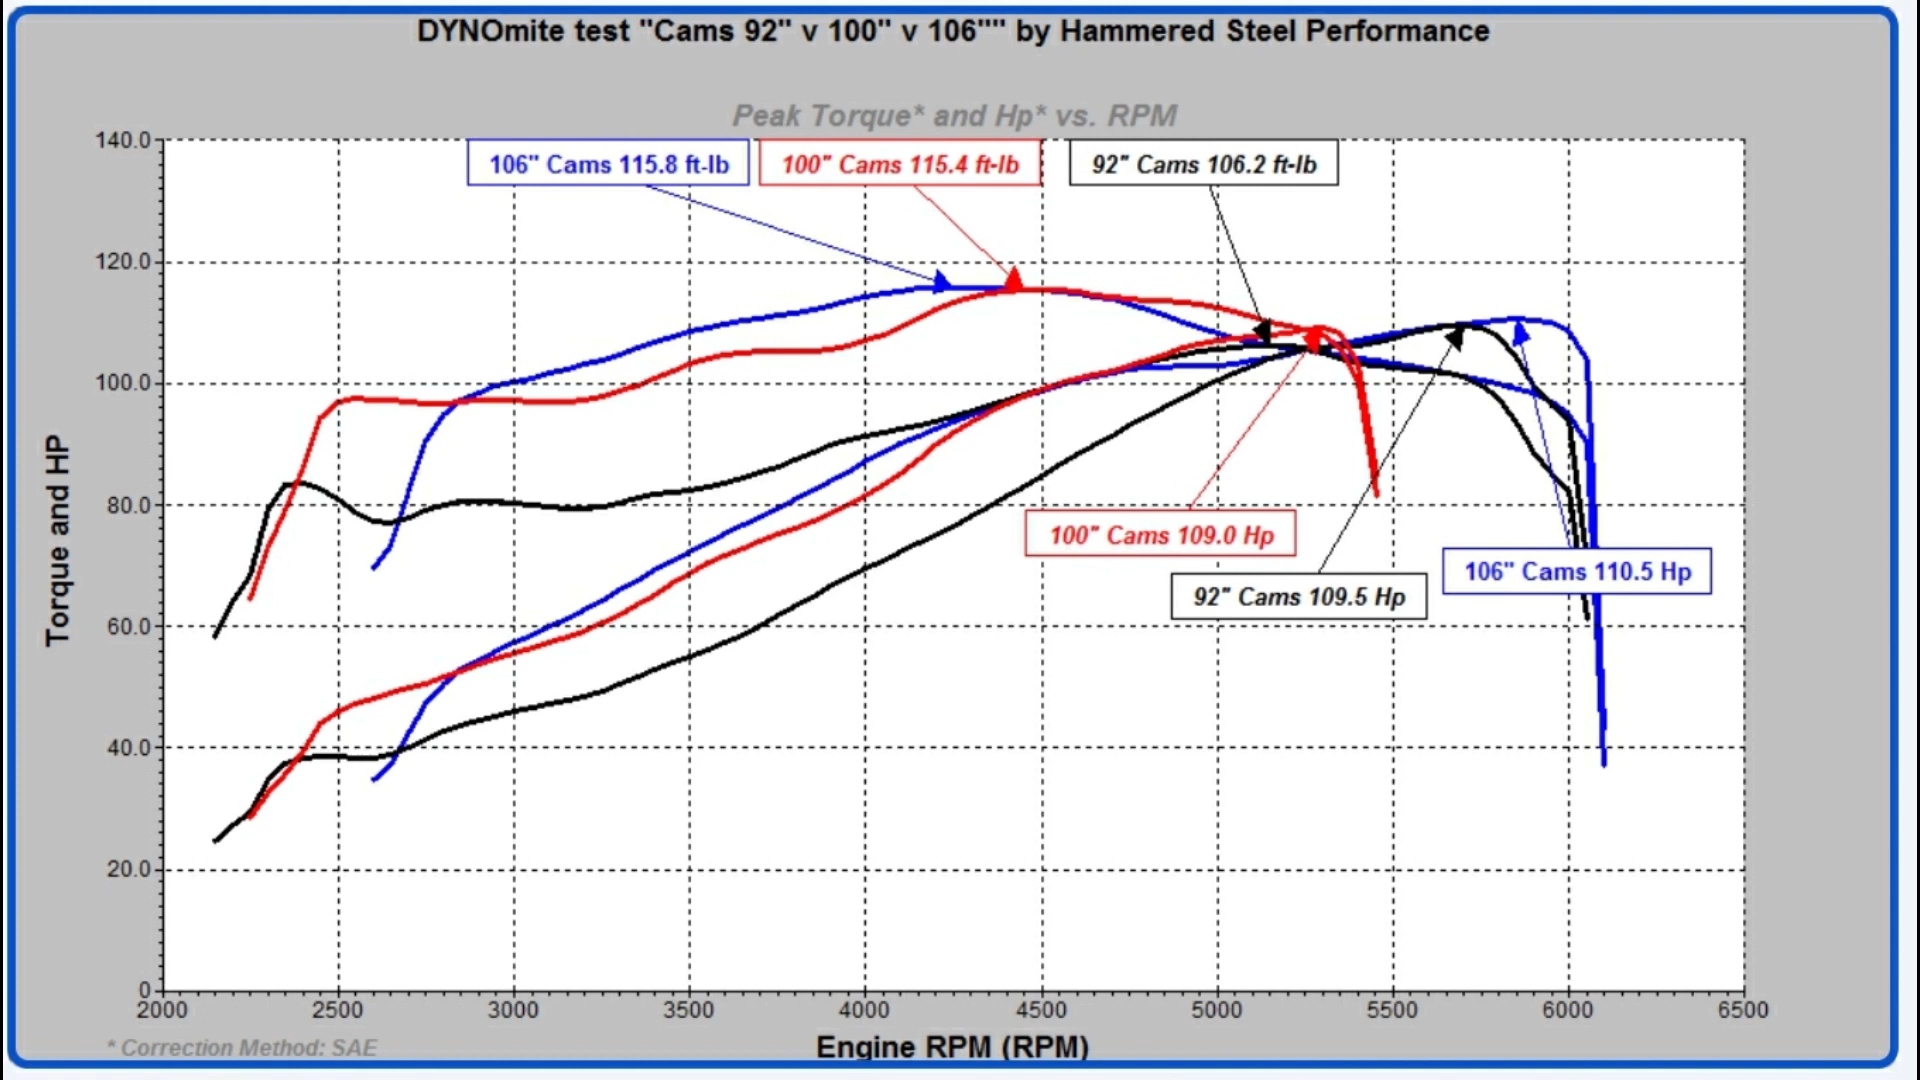 DYNOmite test "Cams 92" v 100" v 106"" by Hammered Steel Performance
Peak Torque* and Hp* vs. RPM
140.0
106" Cams 115.8 ft-lb
100" Cams 115.4 ft-lb
92" Cams 106.2 ft-lb
120.0
100.0
80.0
60.0
40.0
20.0
0
Torque and HP
100" Cams 109.0 Hp
106" Cams 110.5 Hp
92" Cams 109.5 Hp
2000 2500 3000 3500 4000 4500 5000 5500 6000 6500
* Correction Method: SAE
Engine RPM (RPM)